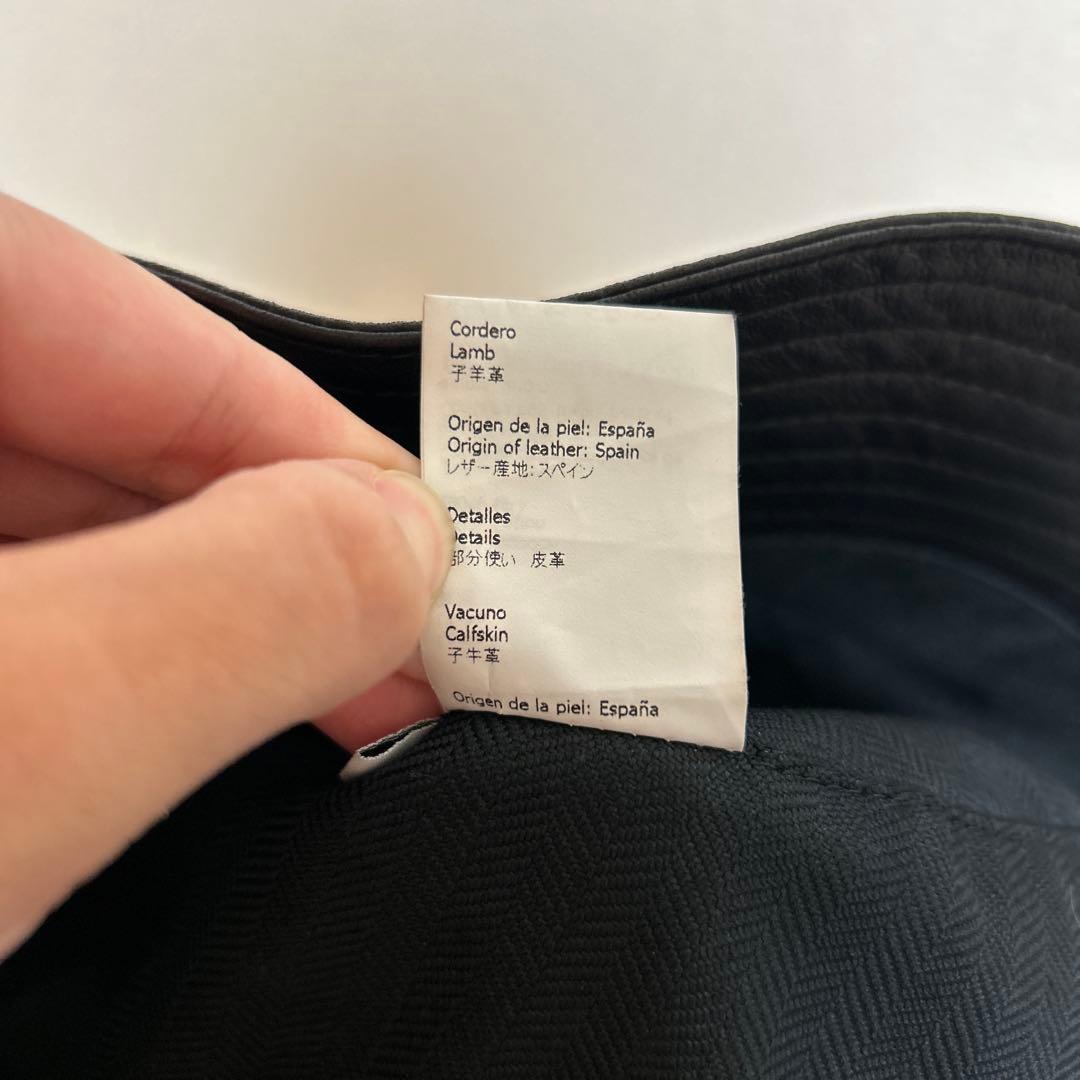 Cordero
Lamb
子羊革
Origen de la piel: España
Origin of leather: Spain
レザー産地:スペイン
Detalles
Details
部分使い 皮革
Vacuno
Calfskin
子牛革
Origen de la piel: España